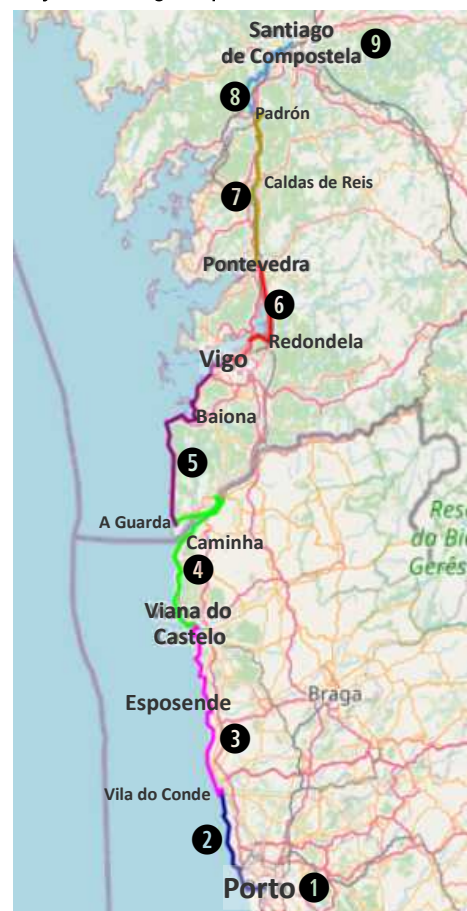 Santiago
de Compostela 9
8
Padrón
Caldas de Reis
7
Pontevedra
6
Redondela
Vigo
Baiona
5
A Guarda
Caminha
4
Viana do
Castelo
Esposende
Braga
3
Vila do Conde
2
Porto 1